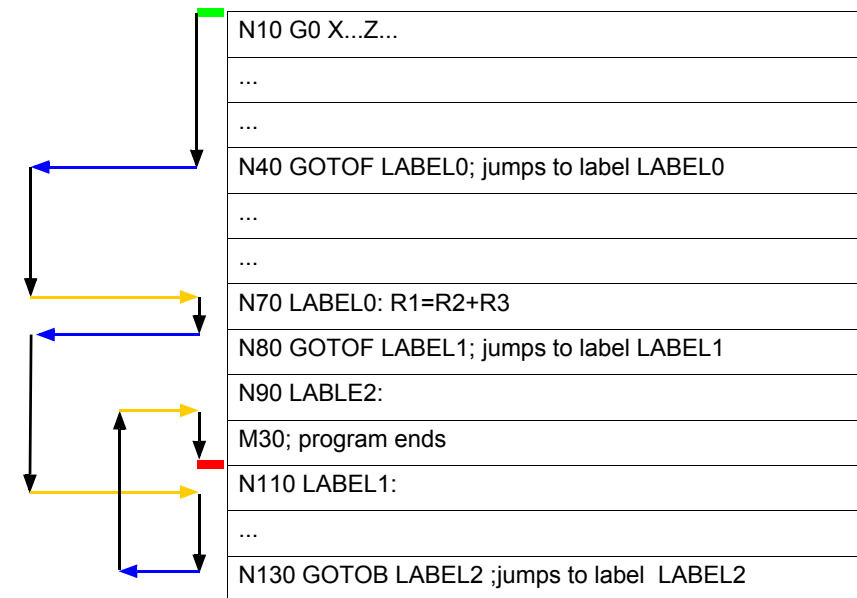 N10 G0 X...Z...
...
...
N40 GOTOF LABEL0; jumps to label LABEL0
...
...
N70 LABEL0: R1=R2+R3
N80 GOTOF LABEL1; jumps to label LABEL1
N90 LABLE2:
M30; program ends
N110 LABEL1:
...
N130 GOTOB LABEL2 ;jumps to label  LABEL2